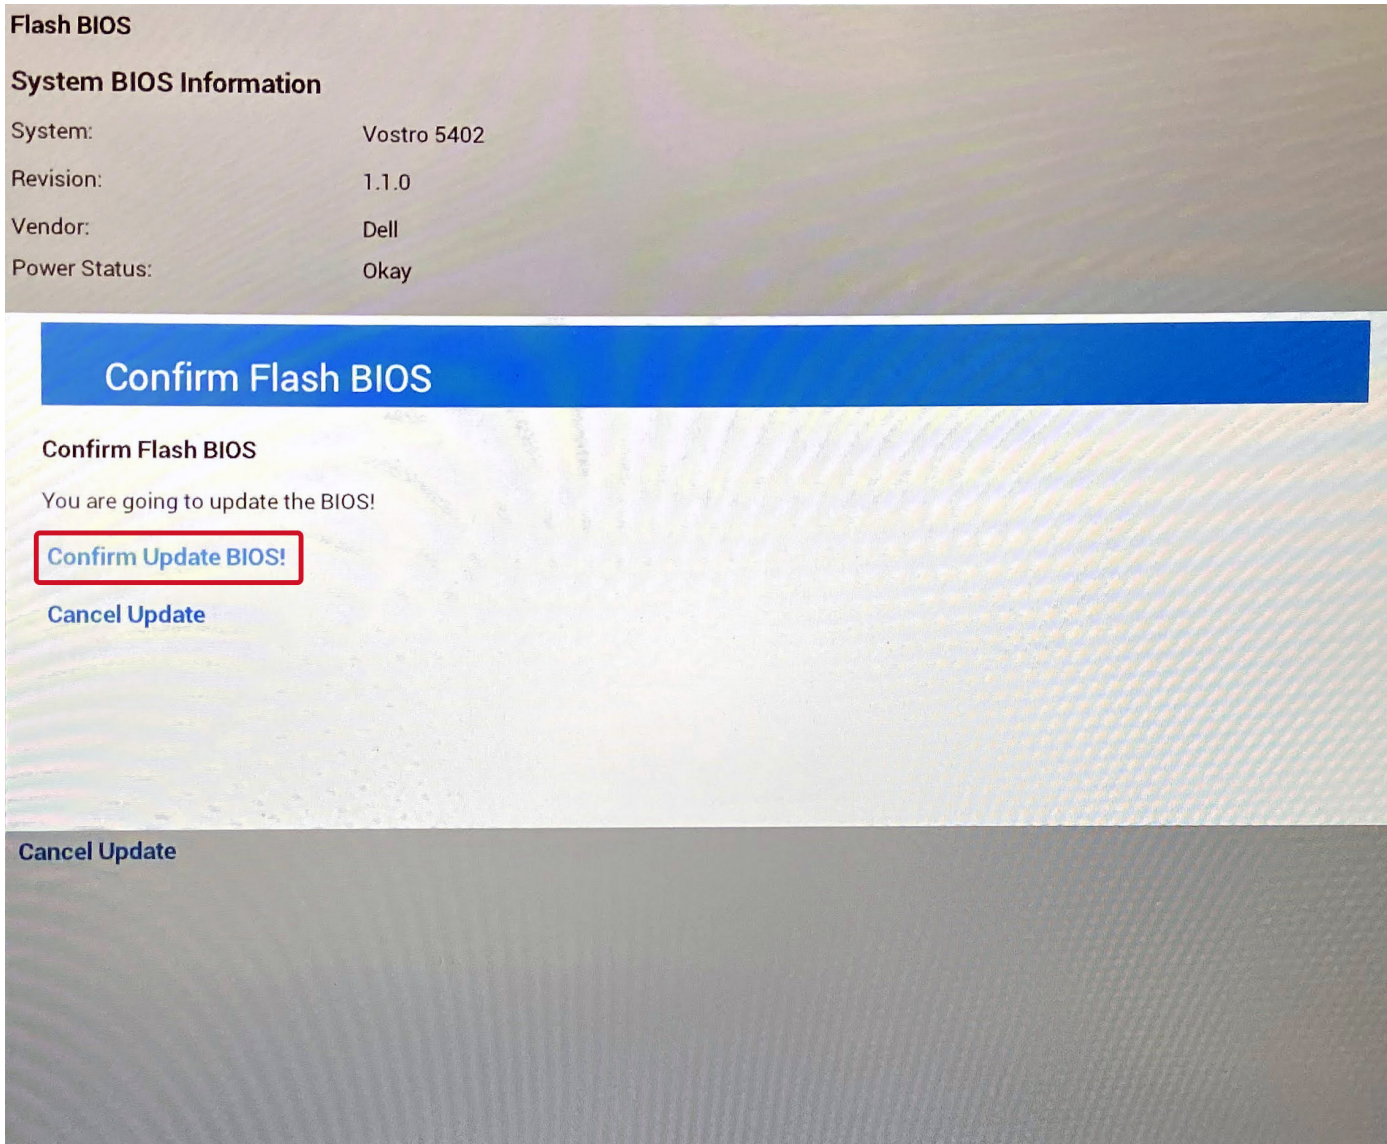 Flash BIOS
System BIOS Information
System: Vostro 5402
Revision: 1.1.0
Vendor: Dell
Power Status: Okay
Confirm Flash BIOS
Confirm Flash BIOS
You are going to update the BIOS!
Confirm Update BIOS!
Cancel Update
Cancel Update